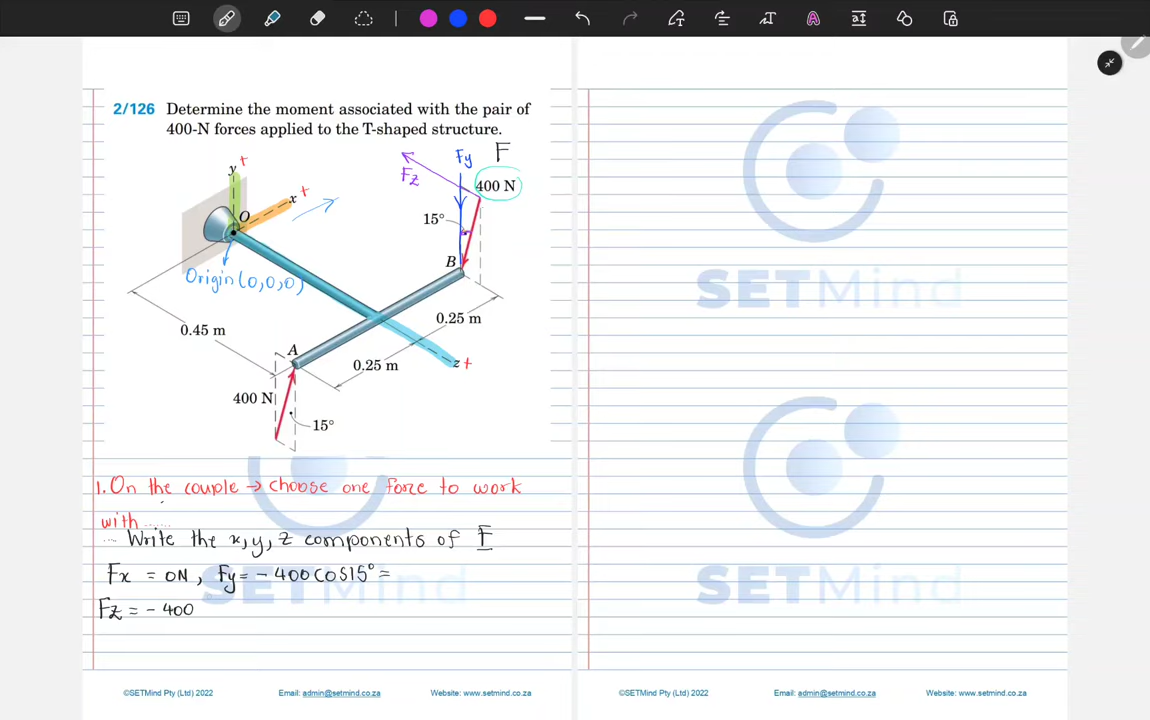 2/126 Determine the moment associated with the pair of
400-N forces applied to the T-shaped structure.
F
Fy
Fz
y +
x +
400 N
15°
O
B
Origin (0,0,0)
0.25 m
0.45 m
A
0.25 m
z +
400 N
15°
1. On the couple → choose one force to work
with ......
... Write the x, y, z components of F
Fx = 0N, Fy = - 400 cos15° =
Fz = - 400
©SETMind Pty (Ltd) 2022 Email: admin@setmind.co.za Website: www.setmind.co.za
SETMind
SETMind
SETMind
©SETMind Pty (Ltd) 2022 Email: admin@setmind.co.za Website: www.setmind.co.za